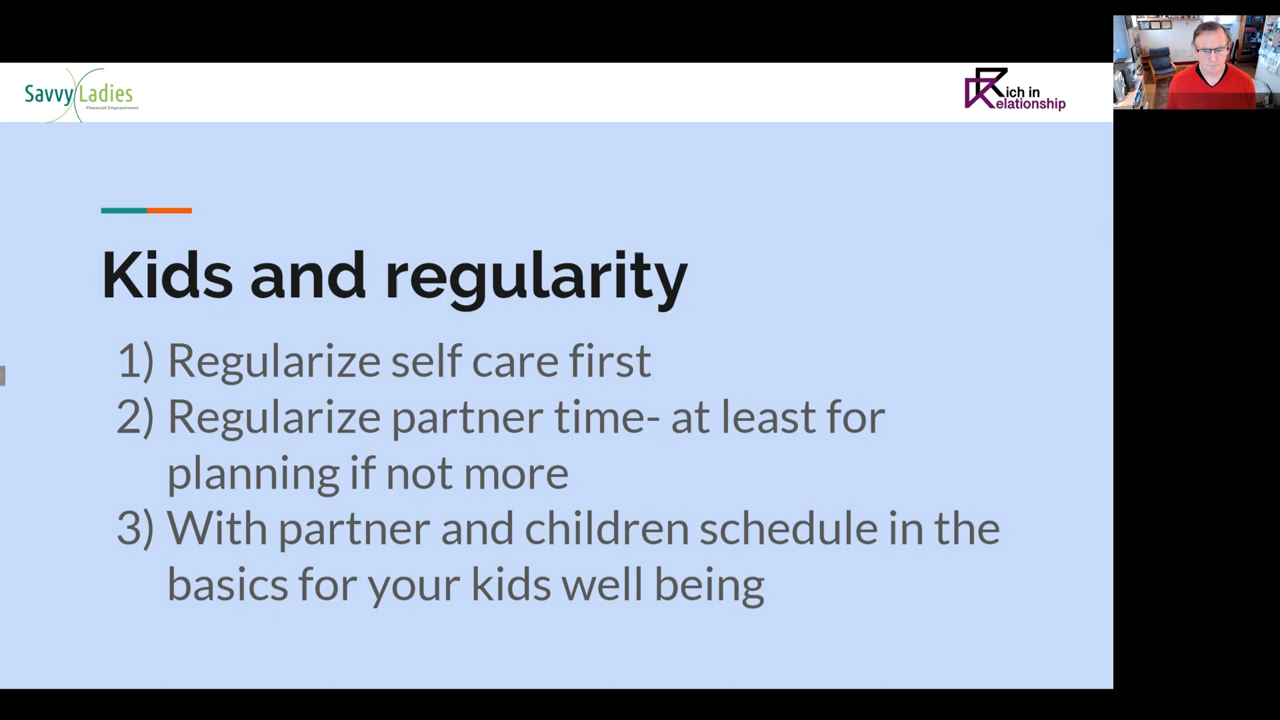 Savvy Ladies
Financial Empowerment
Rich in
Relationship
Kids and regularity
1) Regularize self care first
2) Regularize partner time- at least for
planning if not more
3) With partner and children schedule in the
basics for your kids well being